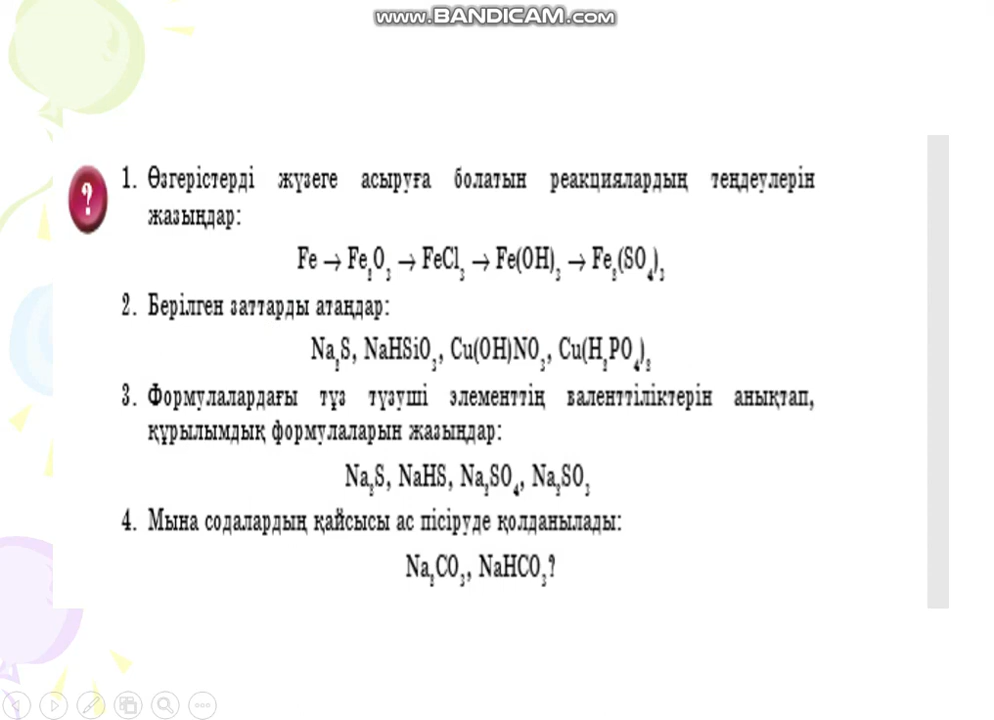 www.BANDICAM.com
?
1. Өзгерістерді жүзеге асыруға болатын реакциялардың теңдеулерін
жазыңдар:
Fe → Fe₂O₃ → FeCl₃ → Fe(OH)₃ → Fe₂(SO₄)₃
2. Берілген заттарды атаңдар:
Na₂S, NaHSiO₃, Cu(OH)NO₃, Cu(H₂PO₄)₂
3. Формулалардағы тұз түзуші элементтің валенттіліктерін анықтап,
құрылымдық формулаларын жазыңдар:
Na₂S, NaHS, Na₂SO₄, Na₂SO₃
4. Мына содалардың қайсысы ас пісіруде қолданылады:
Na₂CO₃, NaHCO₃?